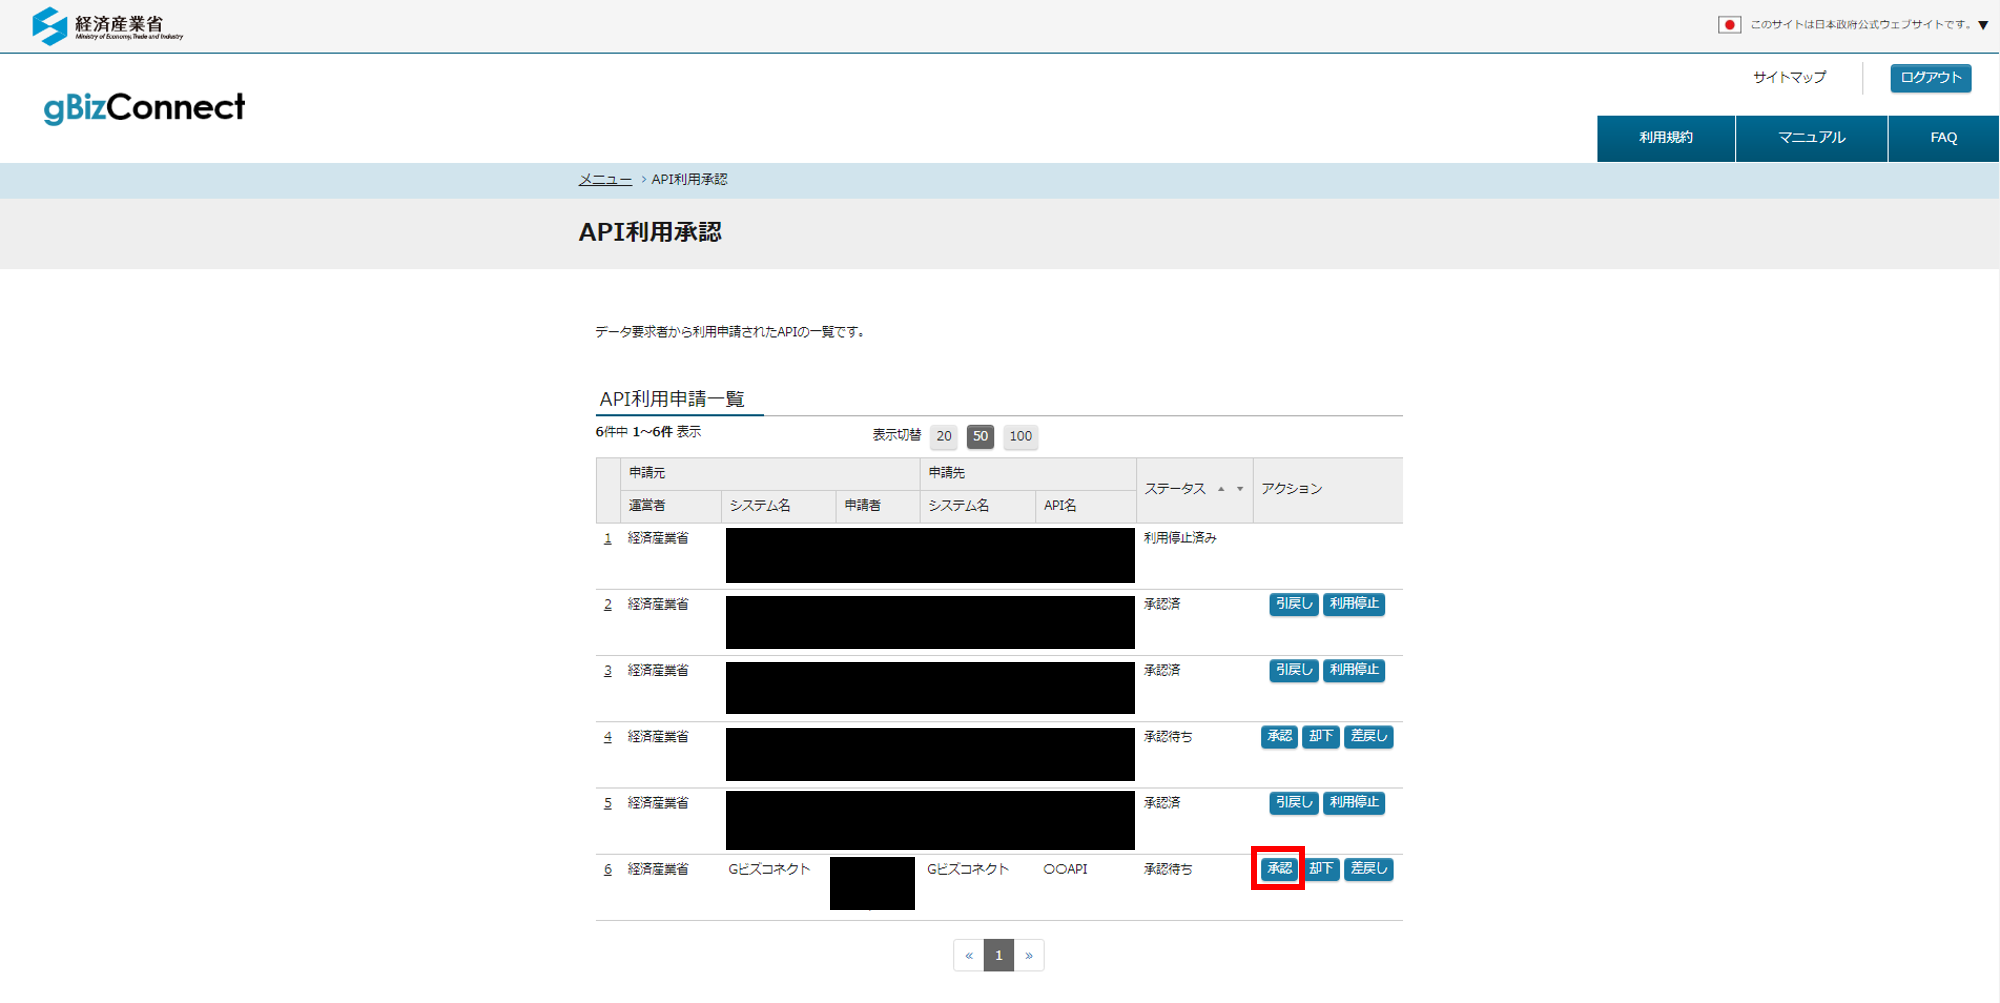 経済産業省
Ministry of Economy, Trade and Industry
このサイトは日本政府公式ウェブサイトです。▼
サイトマップ
ログアウト
gBizConnect
利用規約 マニュアル FAQ
メニュー › API利用承認
API利用承認
データ要求者から利用申請されたAPIの一覧です。
API利用申請一覧
6件中 1～6件 表示 表示切替 20 50 100
申請元 申請先 ステータス ▲ ▼ アクション
運営者 システム名 申請者 システム名 API名
1 経済産業省 利用停止済み
2 経済産業省 承認済 引戻し 利用停止
3 経済産業省 承認済 引戻し 利用停止
4 経済産業省 承認待ち 承認 却下 差戻し
5 経済産業省 承認済 引戻し 利用停止
6 経済産業省 Gビズコネクト Gビズコネクト 〇〇API 承認待ち 承認 却下 差戻し
« 1 »